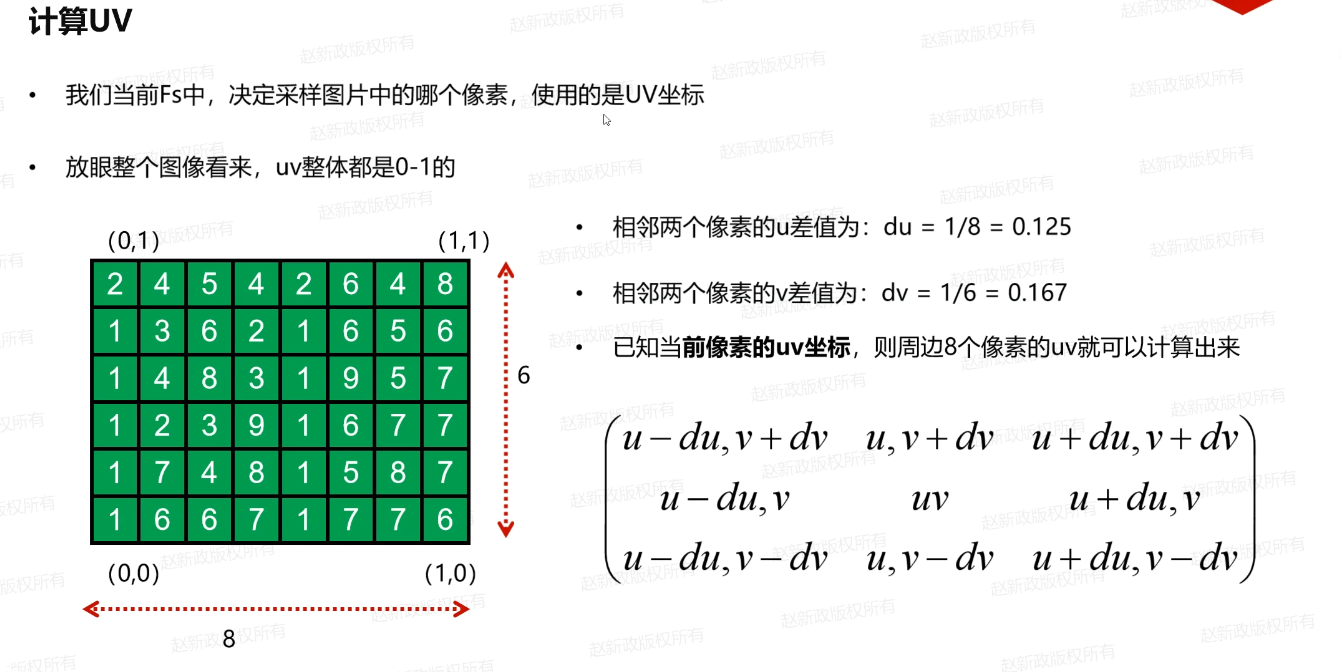 计算UV
• 我们当前Fs中，决定采样图片中的哪个像素，使用的是UV坐标
• 放眼整个图像看来，uv整体都是0-1的
(0,1) (1,1)
2 4 5 4 2 6 4 8
1 3 6 2 1 6 5 6
1 4 8 3 1 9 5 7
1 2 3 9 1 6 7 7
1 7 4 8 1 5 8 7
1 6 6 7 1 7 7 6
(0,0) (1,0)
8
6
• 相邻两个像素的u差值为：du = 1/8 = 0.125
• 相邻两个像素的v差值为：dv = 1/6 = 0.167
• 已知当前像素的uv坐标，则周边8个像素的uv就可以计算出来
u − du, v + dv u, v + dv u + du, v + dv
u − du, v uv u + du, v
u − du, v − dv u, v − dv u + du, v − dv
赵新政版权所有